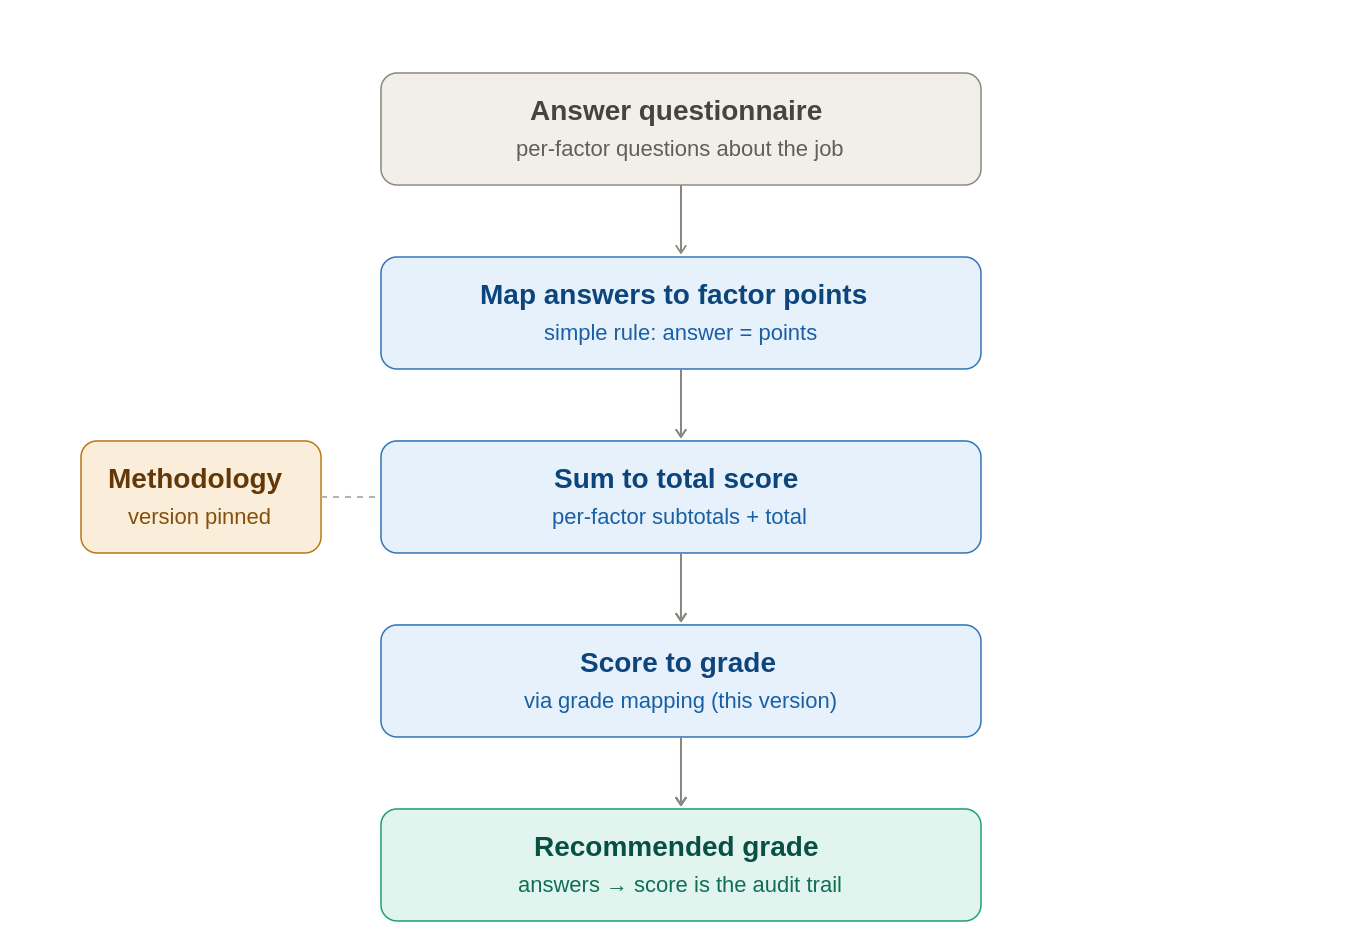 Answer questionnaire
per-factor questions about the job
Map answers to factor points
simple rule: answer = points
Methodology
version pinned
Sum to total score
per-factor subtotals + total
Score to grade
via grade mapping (this version)
Recommended grade
answers → score is the audit trail